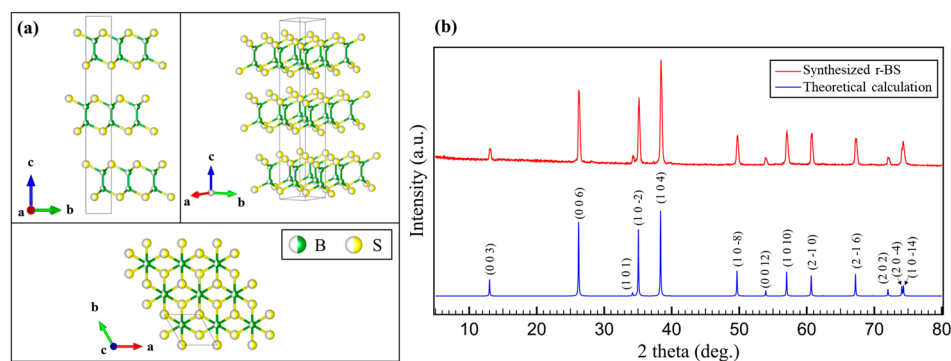 (a)
c
a
b
c
a
b
B
S
b
c
a
(b)
Intensity (a.u.)
Synthesized r-BS
Theoretical calculation
(0 0 3)
(0 0 6)
(1 0 1)
(1 0 -2)
(1 0 4)
(1 0 -8)
(0 0 12)
(1 0 10)
(2 -1 0)
(2 -1 6)
(2 0 2)
(2 0 -4)
(1 0 -14)
10
20
30
40
50
60
70
80
2 theta (deg.)